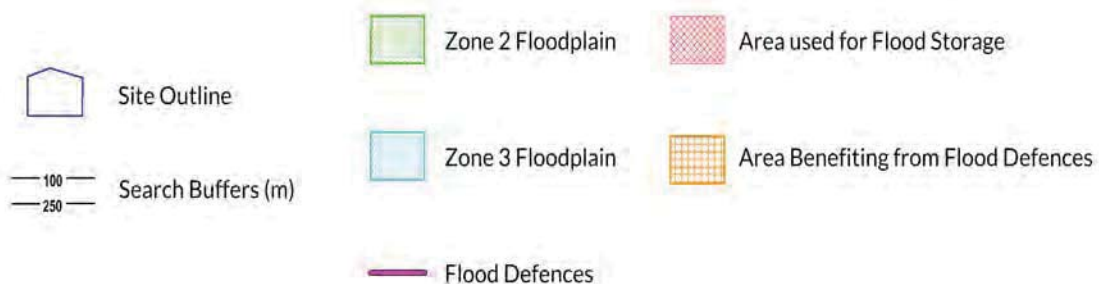 Site Outline
100
250
Search Buffers (m)
Zone 2 Floodplain
Zone 3 Floodplain
Flood Defences
Area used for Flood Storage
Area Benefiting from Flood Defences